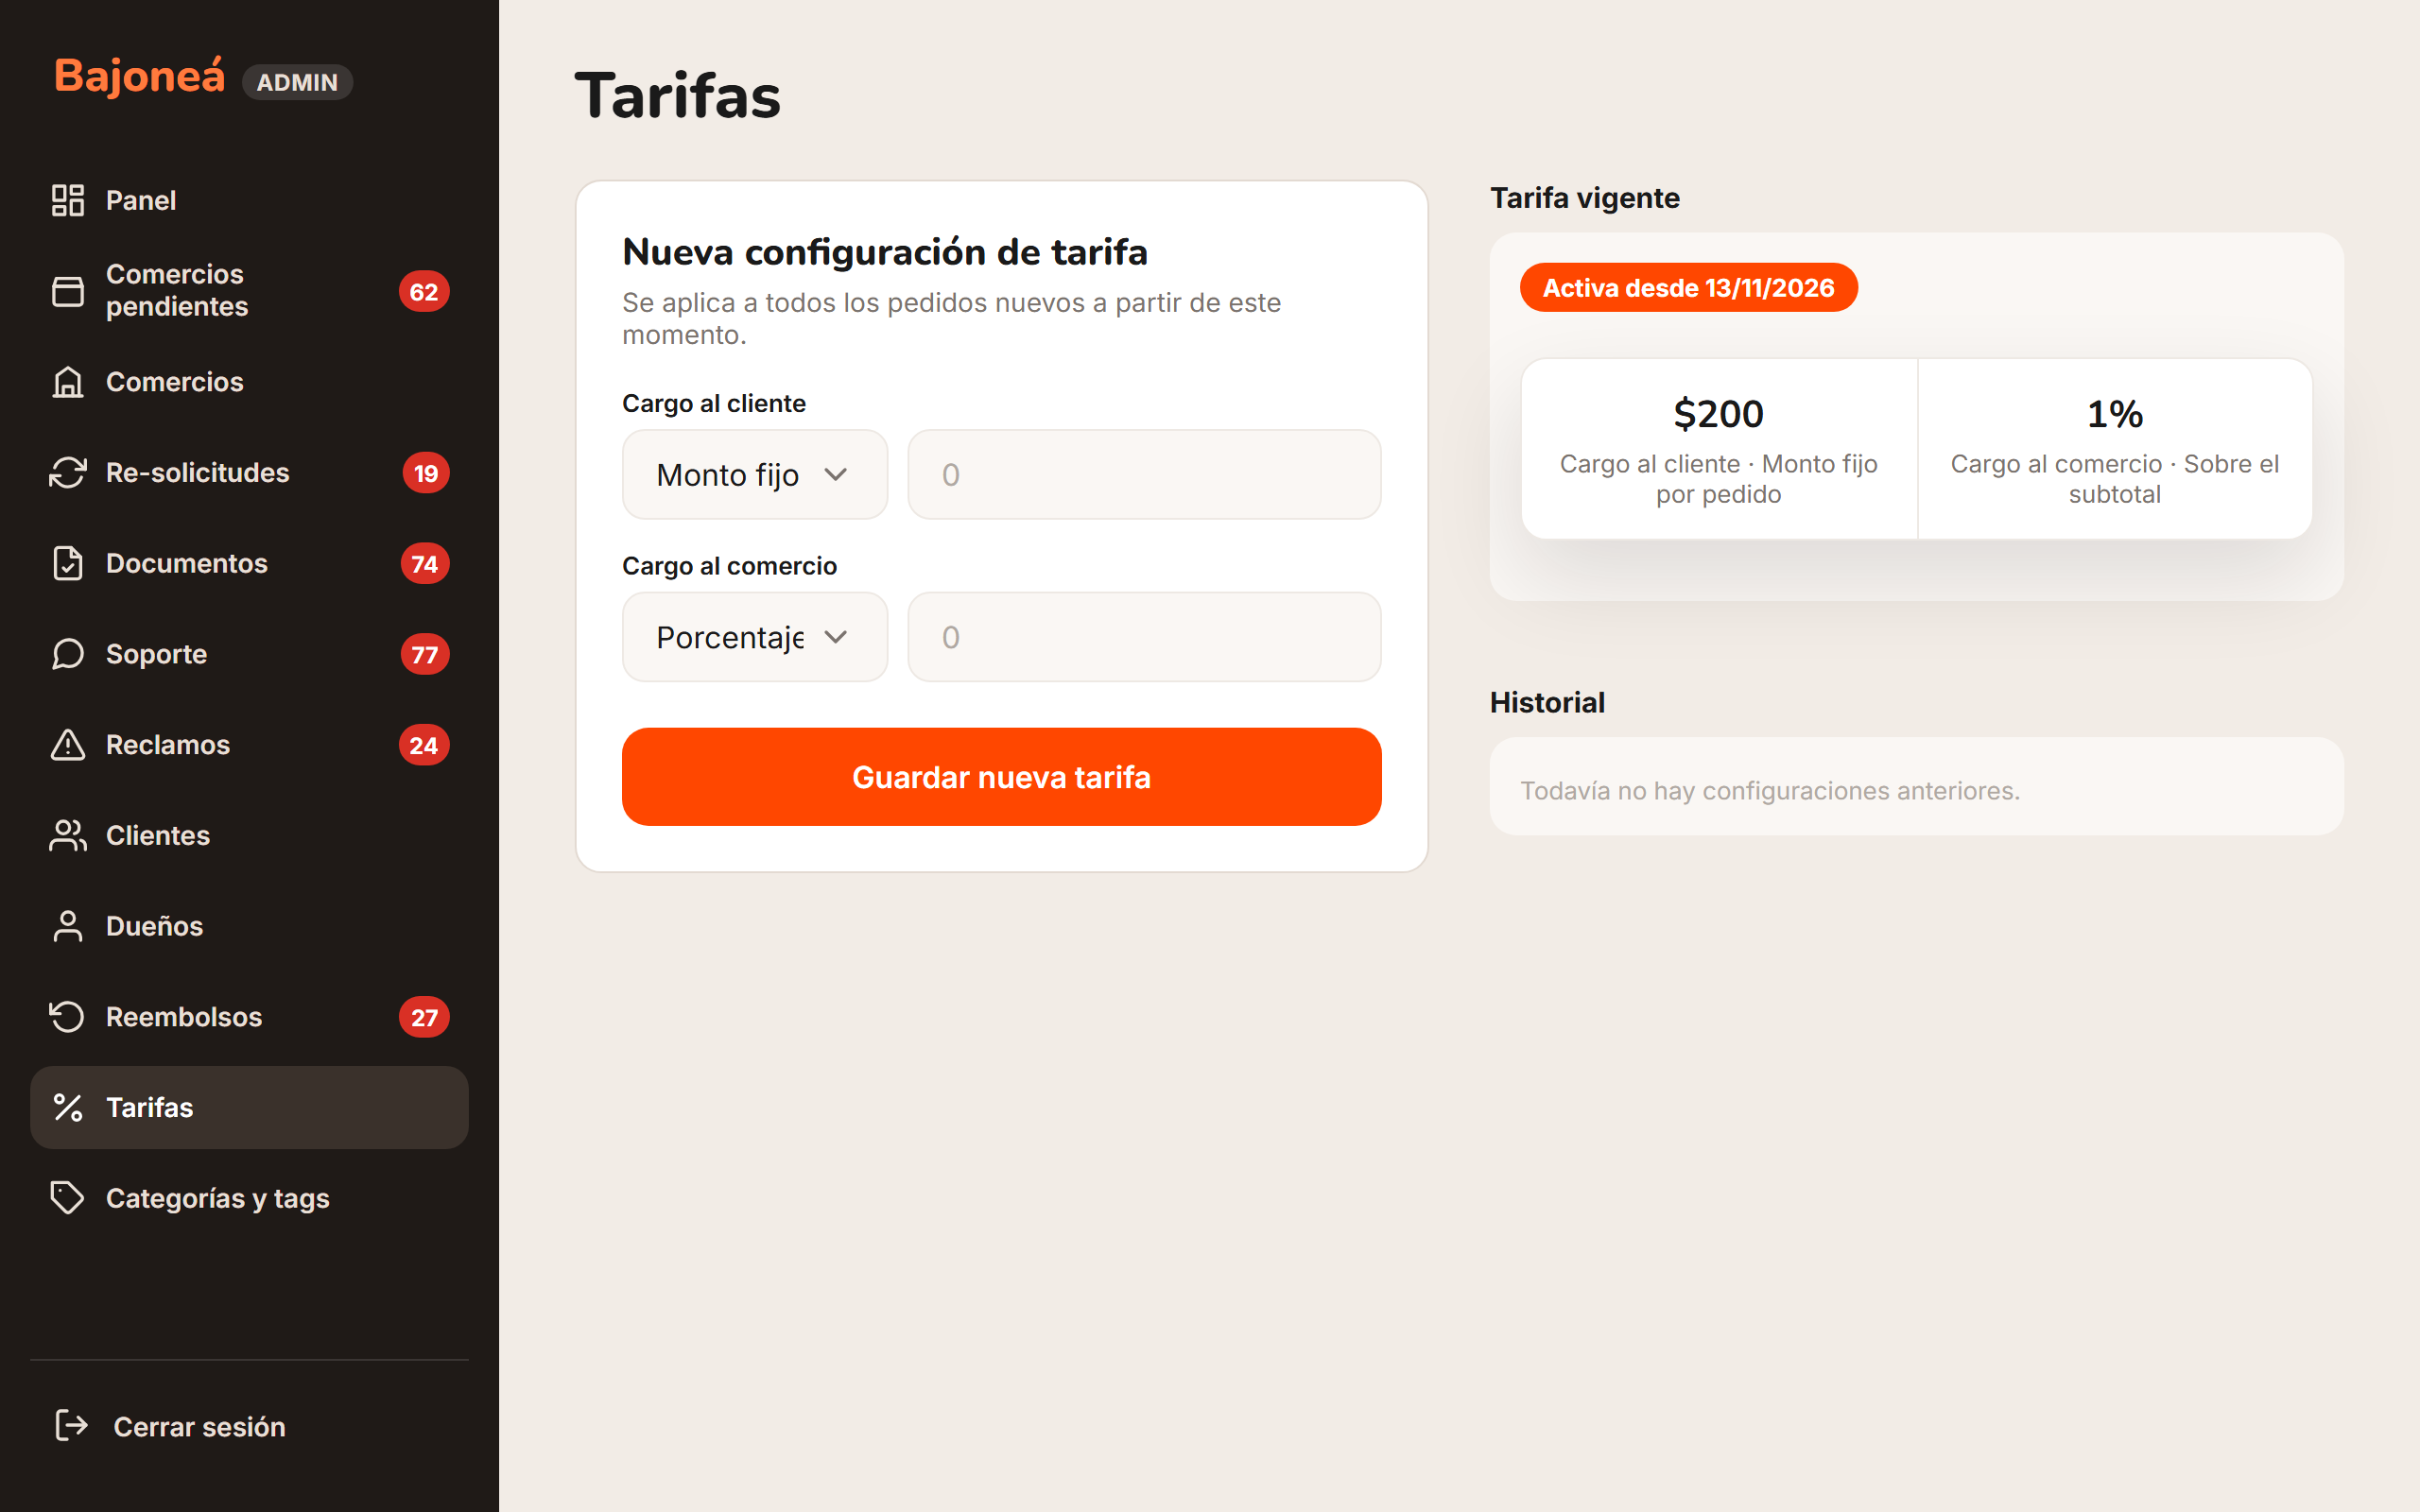 Bajoneá ADMIN
Panel
Comercios
pendientes
62
Comercios
Re-solicitudes 19
Documentos 74
Soporte 77
Reclamos 24
Clientes
Dueños
Reembolsos 27
Tarifas
Categorías y tags
Cerrar sesión
Tarifas
Nueva configuración de tarifa
Se aplica a todos los pedidos nuevos a partir de este
momento.
Cargo al cliente
Monto fijo 0
Cargo al comercio
Porcentaje 0
Guardar nueva tarifa
Tarifa vigente
Activa desde 13/11/2026
$200
Cargo al cliente · Monto fijo
por pedido
1%
Cargo al comercio · Sobre el
subtotal
Historial
Todavía no hay configuraciones anteriores.